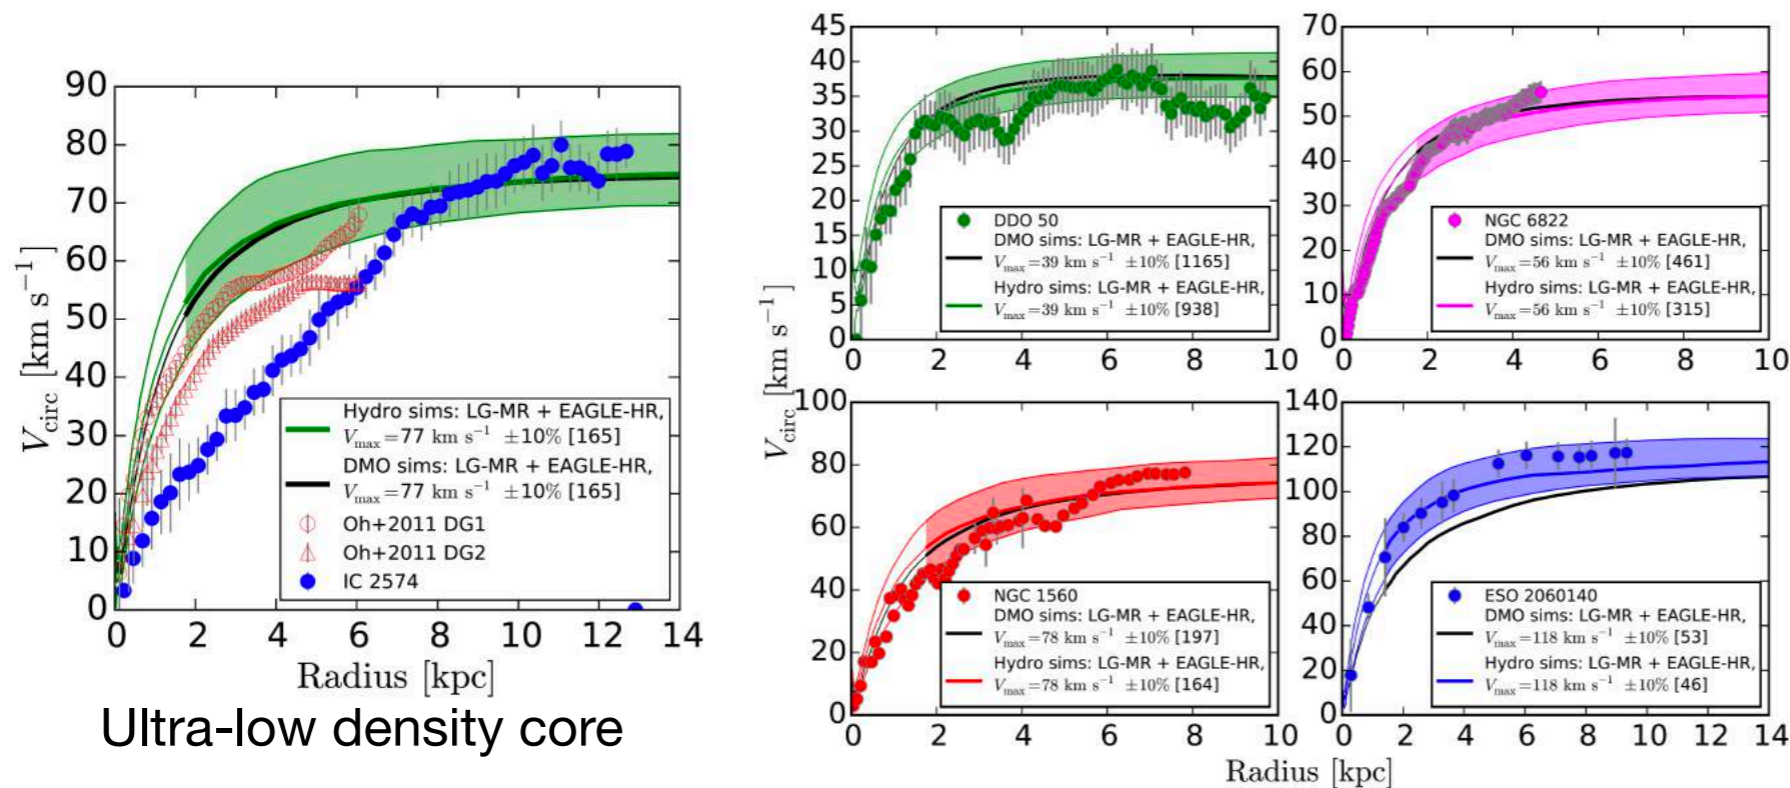 90
80
70
60
50
40
30
20
10
0
0 2 4 6 8 10 12 14
V_circ [km s⁻¹]
Radius [kpc]
Hydro sims: LG-MR + EAGLE-HR,
V_max=77 km s⁻¹ ±10% [165]
DMO sims: LG-MR + EAGLE-HR,
V_max=77 km s⁻¹ ±10% [165]
Oh+2011 DG1
Oh+2011 DG2
IC 2574
Ultra-low density core
45
40
35
30
25
20
15
10
5
0
0 2 4 6 8 10
DDO 50
DMO sims: LG-MR + EAGLE-HR,
V_max=39 km s⁻¹ ±10% [1165]
Hydro sims: LG-MR + EAGLE-HR,
V_max=39 km s⁻¹ ±10% [938]
70
60
50
40
30
20
10
0
0 2 4 6 8 10
NGC 6822
DMO sims: LG-MR + EAGLE-HR,
V_max=56 km s⁻¹ ±10% [461]
Hydro sims: LG-MR + EAGLE-HR,
V_max=56 km s⁻¹ ±10% [315]
V_circ [km s⁻¹]
100
80
60
40
20
0
0 2 4 6 8 10
NGC 1560
DMO sims: LG-MR + EAGLE-HR,
V_max=78 km s⁻¹ ±10% [197]
Hydro sims: LG-MR + EAGLE-HR,
V_max=78 km s⁻¹ ±10% [164]
140
120
100
80
60
40
20
0
0 2 4 6 8 10 12 14
ESO 2060140
DMO sims: LG-MR + EAGLE-HR,
V_max=118 km s⁻¹ ±10% [53]
Hydro sims: LG-MR + EAGLE-HR,
V_max=118 km s⁻¹ ±10% [46]
Radius [kpc]